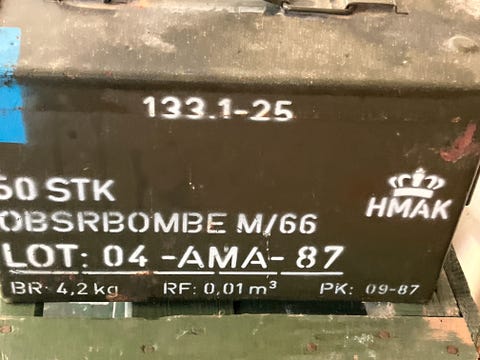 133.1-25
50 STK
OBSRBOMBE M/66
HMAK
LOT: 04-AMA-87
BR: 4,2 kg RF: 0,01 m³ PK: 09-87